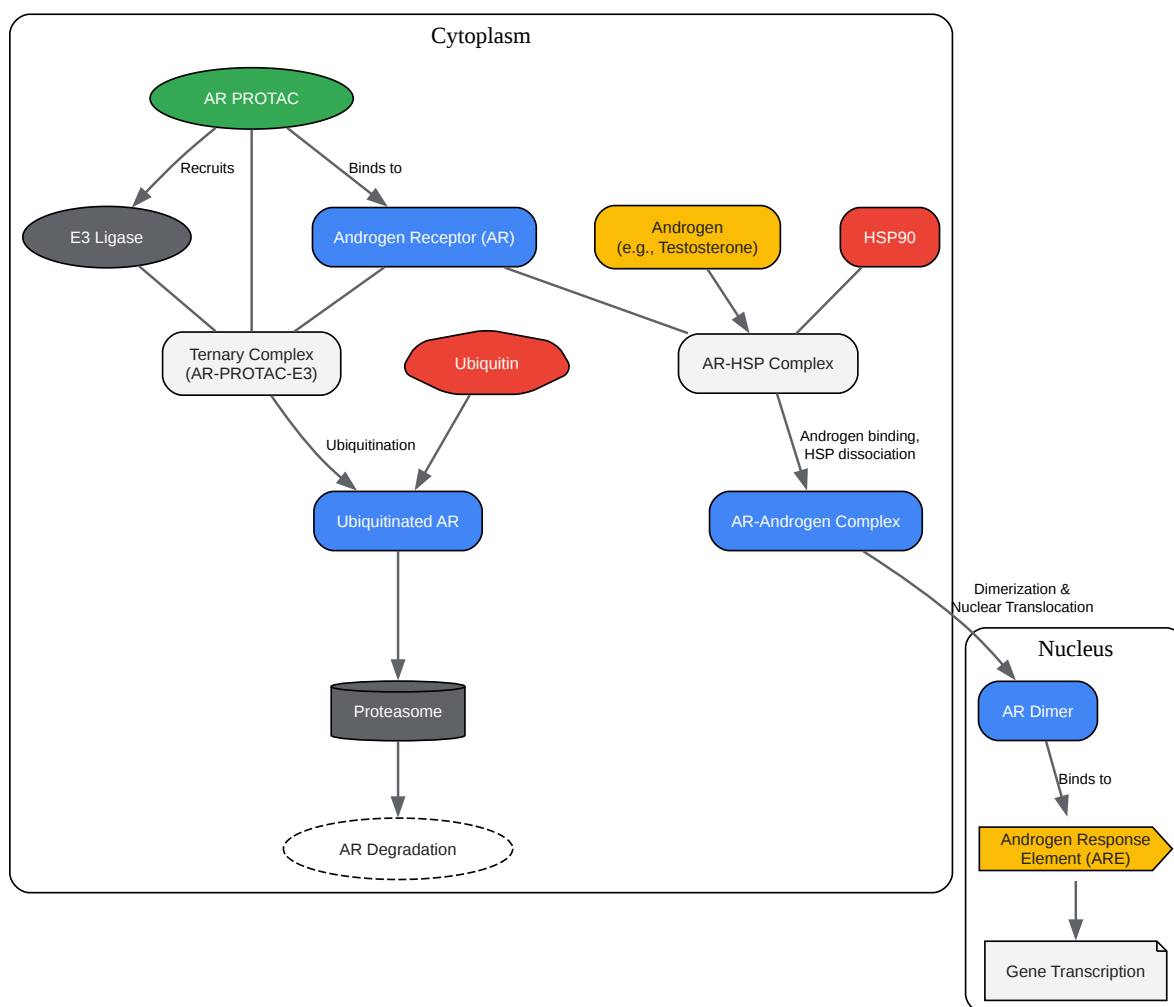 Cytoplasm
AR PROTAC
Recruits
Binds to
E3 Ligase
Androgen Receptor (AR)
Androgen
(e.g., Testosterone)
HSP90
Ternary Complex
(AR-PROTAC-E3)
Ubiquitin
AR-HSP Complex
Ubiquitination
Androgen binding,
HSP dissociation
Ubiquitinated AR
AR-Androgen Complex
Dimerization &
Nuclear Translocation
Nucleus
Proteasome
AR Dimer
Binds to
AR Degradation
Androgen Response
Element (ARE)
Gene Transcription